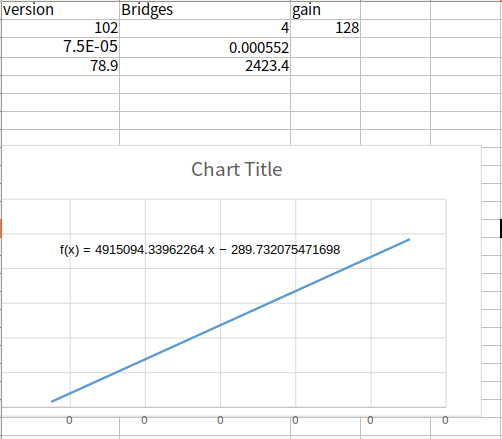 version Bridges gain
102 4 128
7.5E-05 0.000552
78.9 2423.4
Chart Title
f(x) = 4915094.33962264 x − 289.732075471698
0 0 0 0 0 0